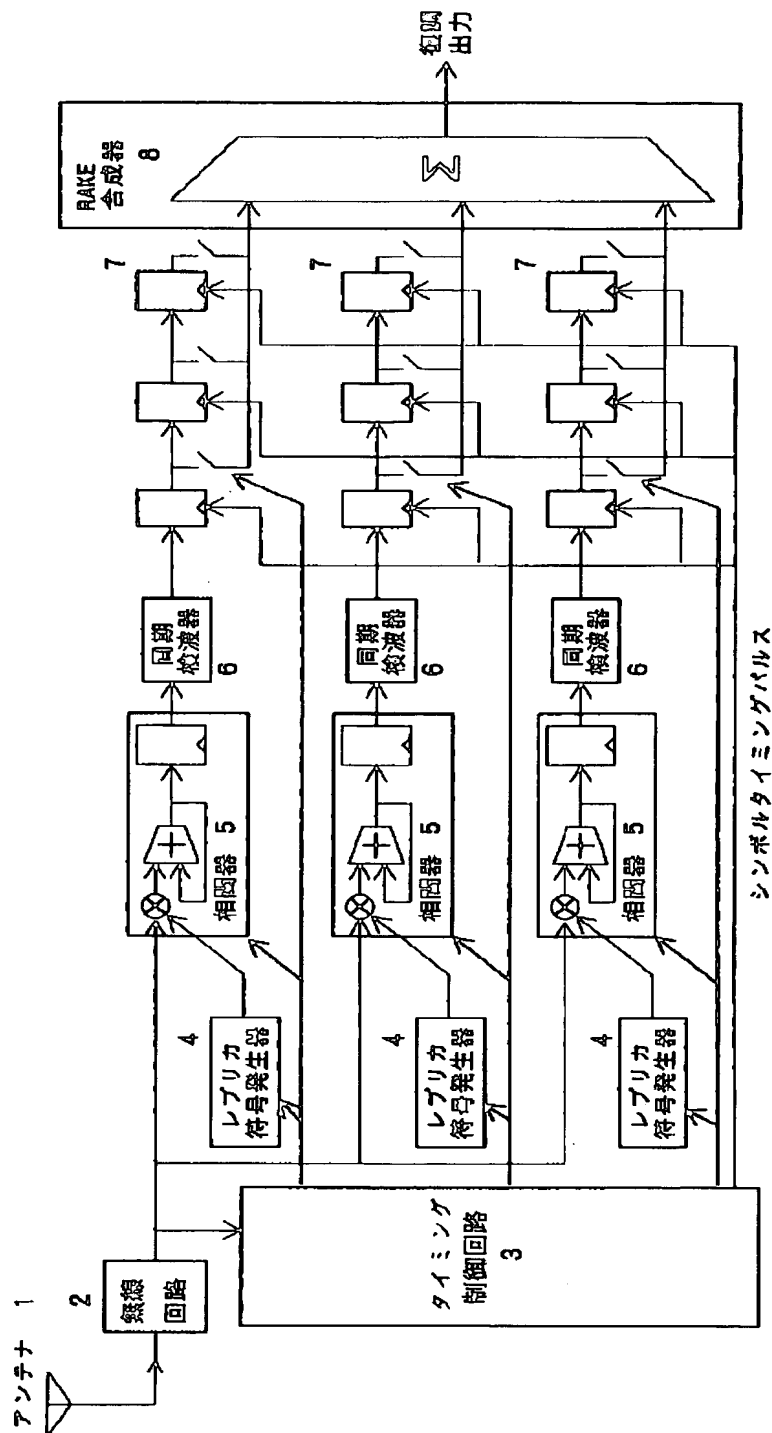 アンテナ 1
2
無線
回路
タイミング
制御回路
3
4
レプリカ
符号発生器
4
レプリカ
符号発生器
4
レプリカ
符号発生器
相関器 5
相関器 5
相関器 5
同期
検波器
6
同期
検波器
6
同期
検波器
6
7
7
7
RAKE
合成器
8
Σ
復調
出力
シンボルタイミングパルス